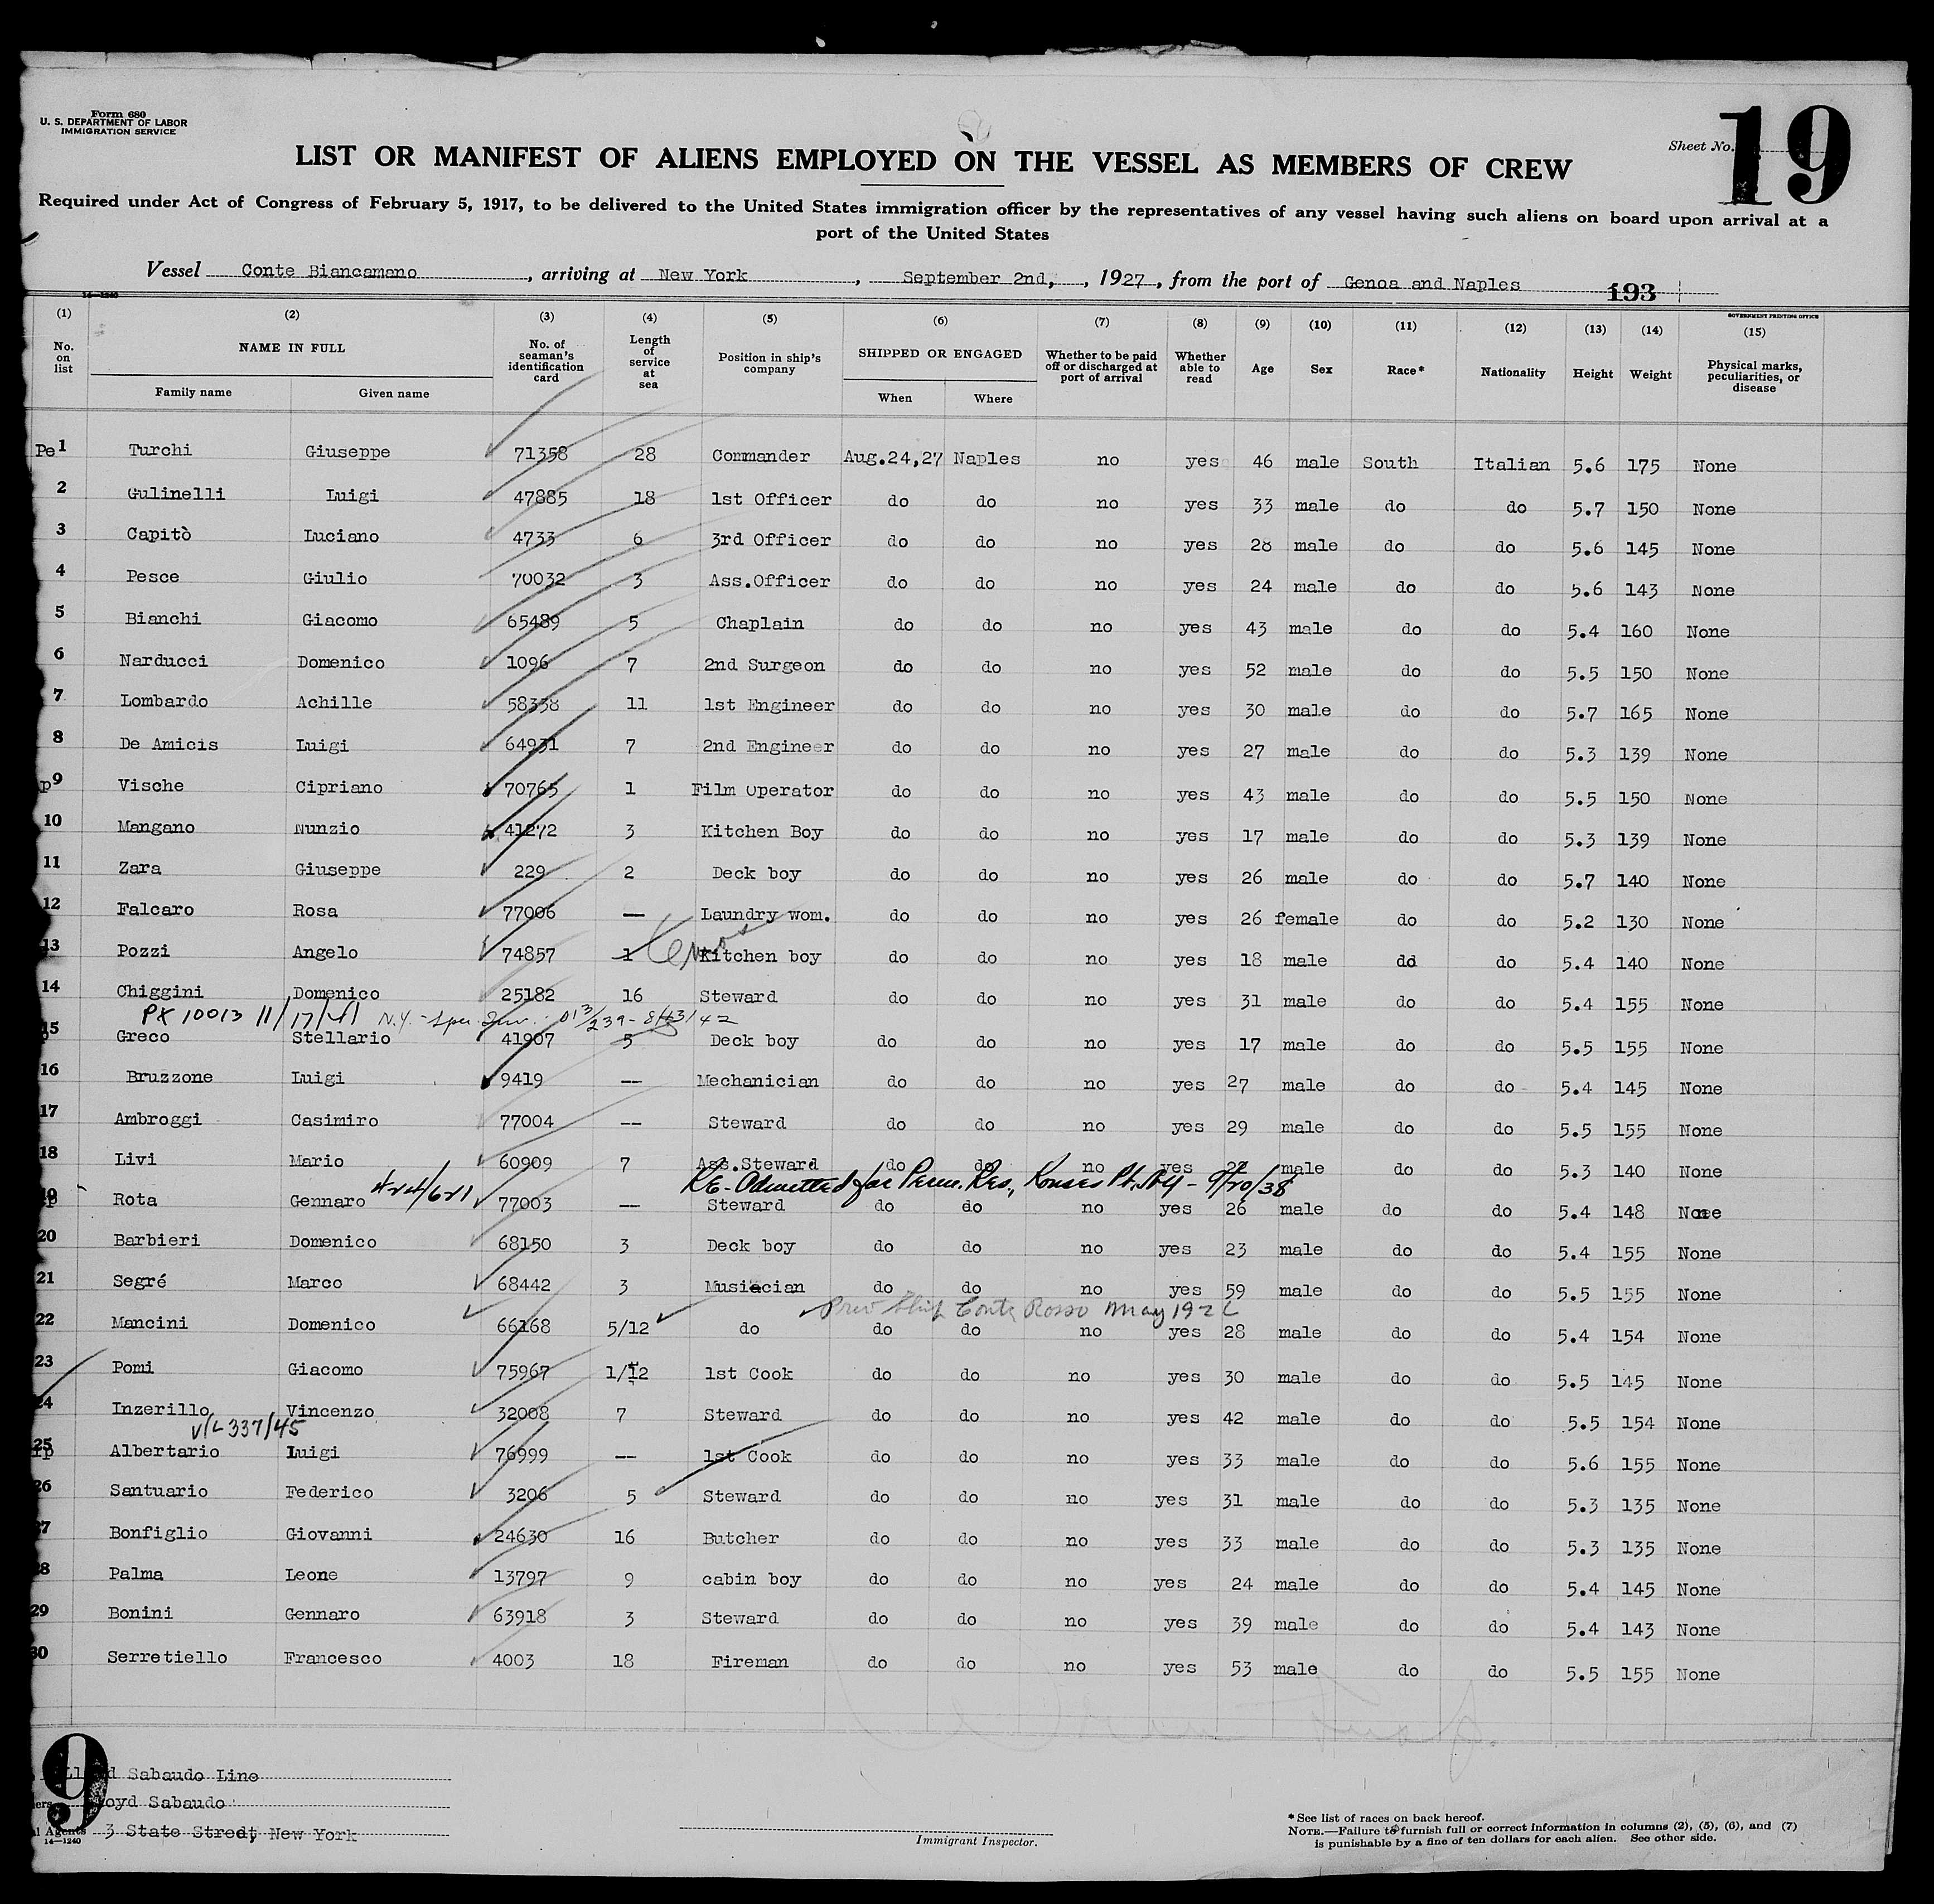 Form 680
U. S. DEPARTMENT OF LABOR
IMMIGRATION SERVICE
Sheet No. 19
LIST OR MANIFEST OF ALIENS EMPLOYED ON THE VESSEL AS MEMBERS OF CREW
Required under Act of Congress of February 5, 1917, to be delivered to the United States immigration officer by the representatives of any vessel having such aliens on board upon arrival at a
port of the United States
Vessel Conte Biancamano, arriving at New York, September 2nd, 1927, from the port of Genoa and Naples 193
14—1240
GOVERNMENT PRINTING OFFICE
(1) (2) (3) (4) (5) (6) (7) (8) (9) (10) (11) (12) (13) (14) (15)
No. on list NAME IN FULL No. of seaman's identification card Length of service at sea Position in ship's company SHIPPED OR ENGAGED Whether to be paid off or discharged at port of arrival Whether able to read Age Sex Race* Nationality Height Weight Physical marks, peculiarities, or disease
Family name Given name When Where
Pe 1 Turchi Giuseppe 71358 28 Commander Aug.24,27 Naples no yes 46 male South Italian 5.6 175 None
2 Gulinelli Luigi 47885 18 1st Officer do do no yes 33 male do do 5.7 150 None
3 Capitò Luciano 4733 6 3rd Officer do do no yes 28 male do do 5.6 145 None
4 Pesce Giulio 70032 3 Ass.Officer do do no yes 24 male do do 5.6 143 None
5 Bianchi Giacomo 65489 5 Chaplain do do no yes 43 male do do 5.4 160 None
6 Narducci Domenico 1096 7 2nd Surgeon do do no yes 52 male do do 5.5 150 None
7 Lombardo Achille 58338 11 1st Engineer do do no yes 30 male do do 5.7 165 None
8 De Amicis Luigi 64931 7 2nd Engineer do do no yes 27 male do do 5.3 139 None
p 9 Vische Cipriano 70765 1 Film Operator do do no yes 43 male do do 5.5 150 None
10 Mangano Nunzio 41272 3 Kitchen Boy do do no yes 17 male do do 5.3 139 None
11 Zara Giuseppe 229 2 Deck boy do do no yes 26 male do do 5.7 140 None
12 Falcaro Rosa 77006 — Laundry wom. do do no yes 26 female do do 5.2 130 None
13 Pozzi Angelo 74857 1 Kitchen boy do do no yes 18 male dd do 5.4 140 None
14 Chiggini Domenico 25182 16 Steward do do no yes 31 male do do 5.4 155 None
PX 10013 11/17/41 N.Y.
15 Greco Stellario 41907 5 Deck boy do do no yes 17 male do do 5.5 155 None
16 Bruzzone Luigi 9419 -- Mechanician do do no yes 27 male do do 5.4 145 None
17 Ambroggi Casimiro 77004 -- Steward do do no yes 29 male do do 5.5 155 None
18 Livi Mario 60909 7 Ass.Steward do do no yes 22 male do do 5.3 140 None
Re-Admitted for Perm. Res., Rouses Pt. NY - 9/20/38
19 Rota Gennaro 77003 -- Steward do do no yes 26 male do do 5.4 148 None
20 Barbieri Domenico 68150 3 Deck boy do do no yes 23 male do do 5.4 155 None
21 Segré Marco 68442 3 Musician do do no yes 59 male do do 5.5 155 None
Prev Ship Conte Rosso May
22 Mancini Domenico 66168 5/12 do do do no yes 28 male do do 5.4 154 None
23 Pomi Giacomo 75967 1/12 1st Cook do do no yes 30 male do do 5.5 145 None
24 Inzerillo Vincenzo 32008 7 Steward do do no yes 42 male do do 5.5 154 None
V/L 337/45
25 Albertario Luigi 76999 -- 1st Cook do do no yes 33 male do do 5.6 155 None
26 Santuario Federico 3206 5 Steward do do no yes 31 male do do 5.3 135 None
27 Bonfiglio Giovanni 24630 16 Butcher do do no yes 33 male do do 5.3 135 None
28 Palma Leone 13797 9 cabin boy do do no yes 24 male do do 5.4 145 None
29 Bonini Gennaro 63918 3 Steward do do no yes 39 male do do 5.4 143 None
30 Serretiello Francesco 4003 18 Fireman do do no yes 53 male do do 5.5 155 None
9
Sabaudo Line
Sabaudo
Agents 3 State Street, New York
14—1240
Immigrant Inspector.
*See list of races on back hereof.
NOTE.—Failure to furnish full or correct information in columns (2), (5), (6), and (7)
is punishable by a fine of ten dollars for each alien. See other side.